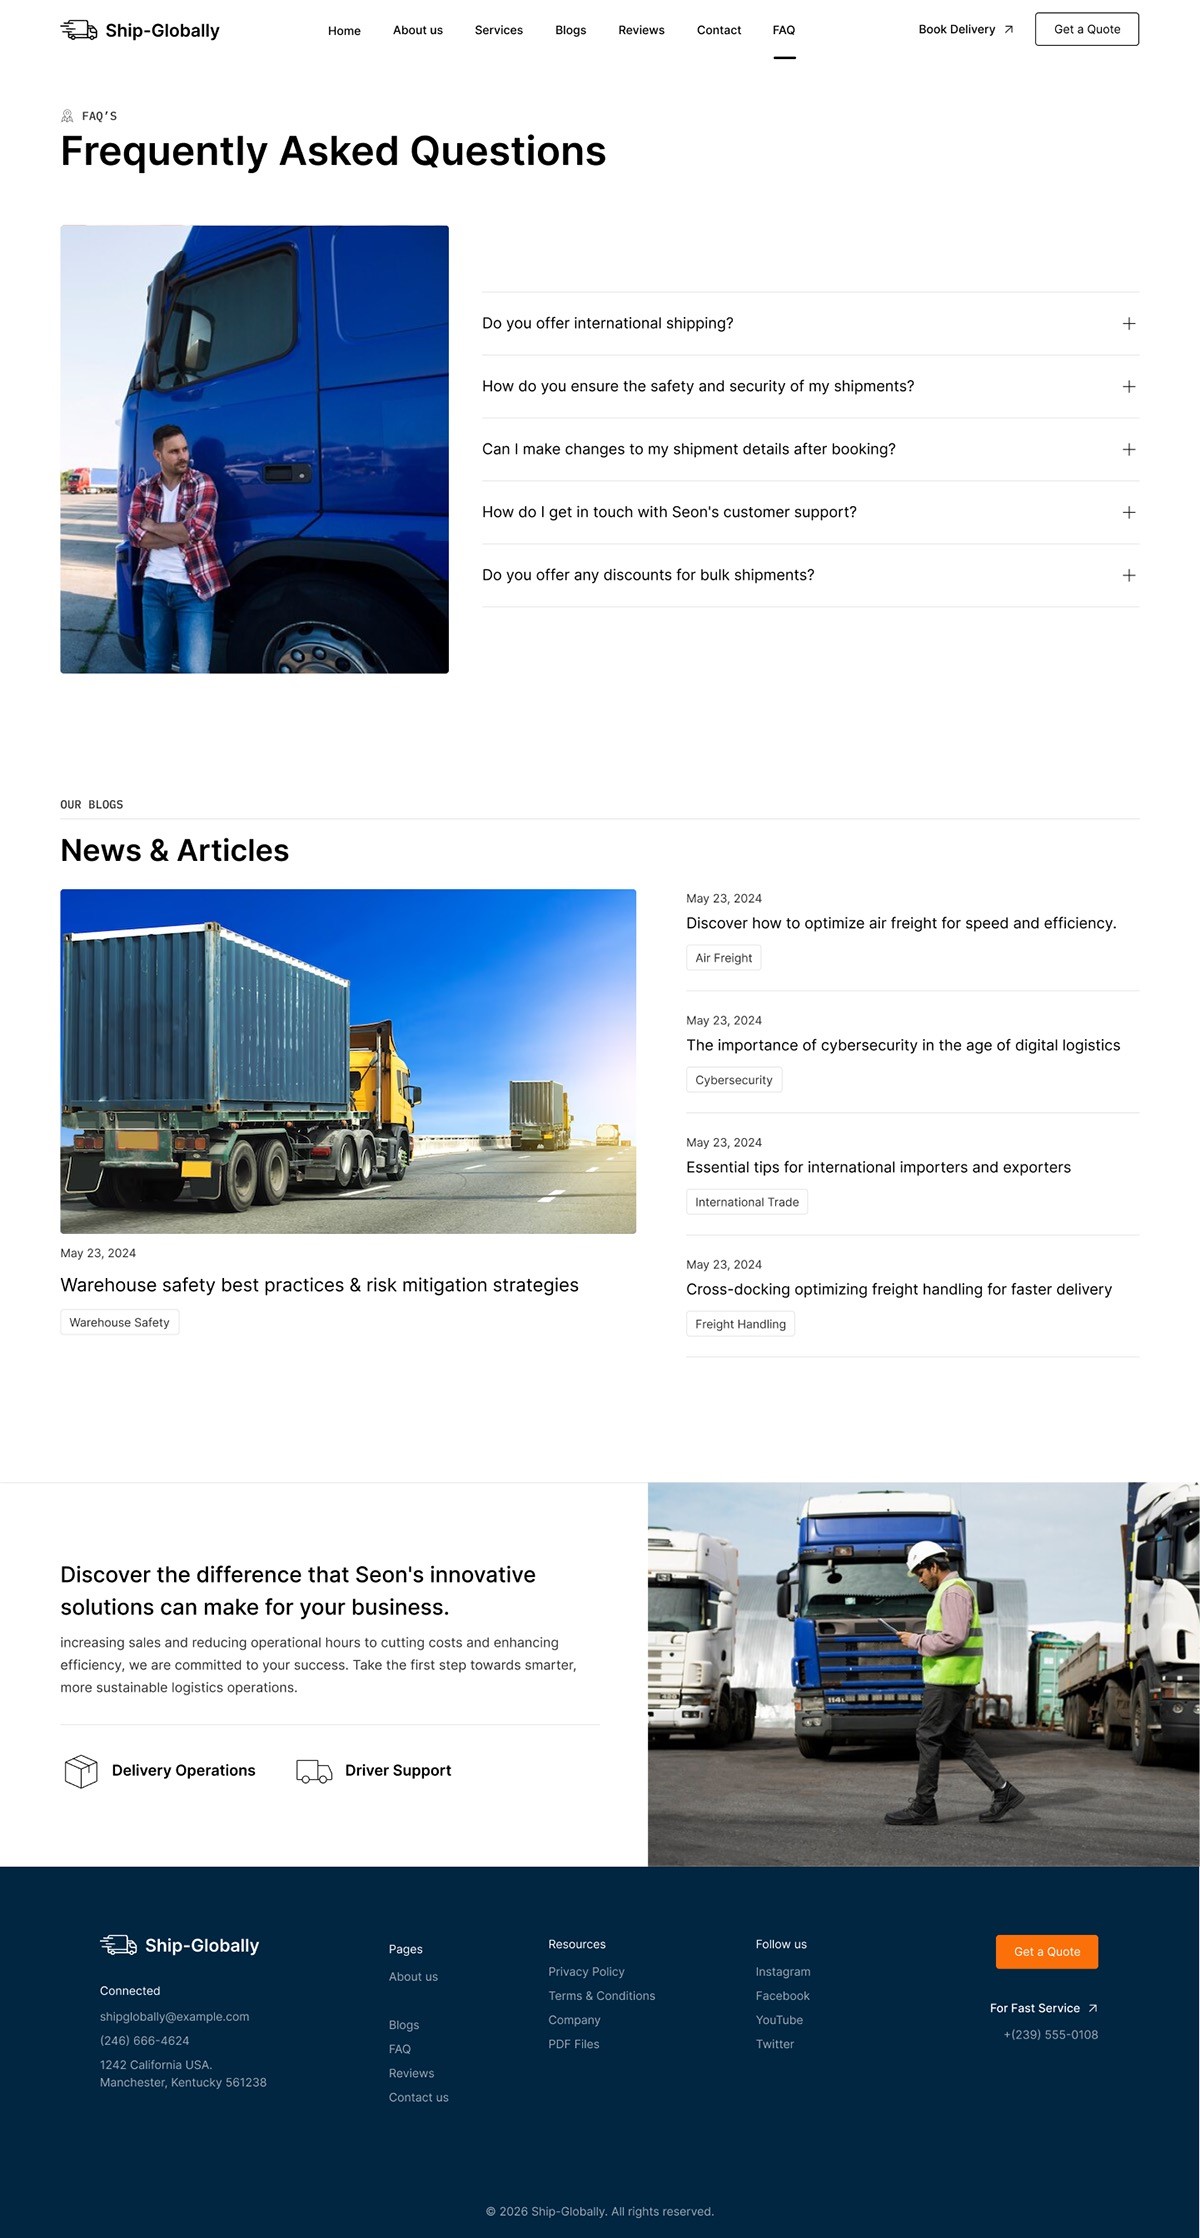 Ship-Globally
Home
About us
Services
Blogs
Reviews
Contact
FAQ
Book Delivery
Get a Quote
FAQ'S
Frequently Asked Questions
Do you offer international shipping?
How do you ensure the safety and security of my shipments?
Can I make changes to my shipment details after booking?
How do I get in touch with Seon's customer support?
Do you offer any discounts for bulk shipments?
OUR BLOGS
News & Articles
May 23, 2024
Warehouse safety best practices & risk mitigation strategies
Warehouse Safety
May 23, 2024
Discover how to optimize air freight for speed and efficiency.
Air Freight
May 23, 2024
The importance of cybersecurity in the age of digital logistics
Cybersecurity
May 23, 2024
Essential tips for international importers and exporters
International Trade
May 23, 2024
Cross-docking optimizing freight handling for faster delivery
Freight Handling
Discover the difference that Seon's innovative
solutions can make for your business.
increasing sales and reducing operational hours to cutting costs and enhancing
efficiency, we are committed to your success. Take the first step towards smarter,
more sustainable logistics operations.
Delivery Operations
Driver Support
Ship-Globally
Connected
shipglobally@example.com
(246) 666-4624
1242 California USA.
Manchester, Kentucky 561238
Pages
About us
Blogs
FAQ
Reviews
Contact us
Resources
Privacy Policy
Terms & Conditions
Company
PDF Files
Follow us
Instagram
Facebook
YouTube
Twitter
Get a Quote
For Fast Service
+(239) 555-0108
© 2026 Ship-Globally. All rights reserved.